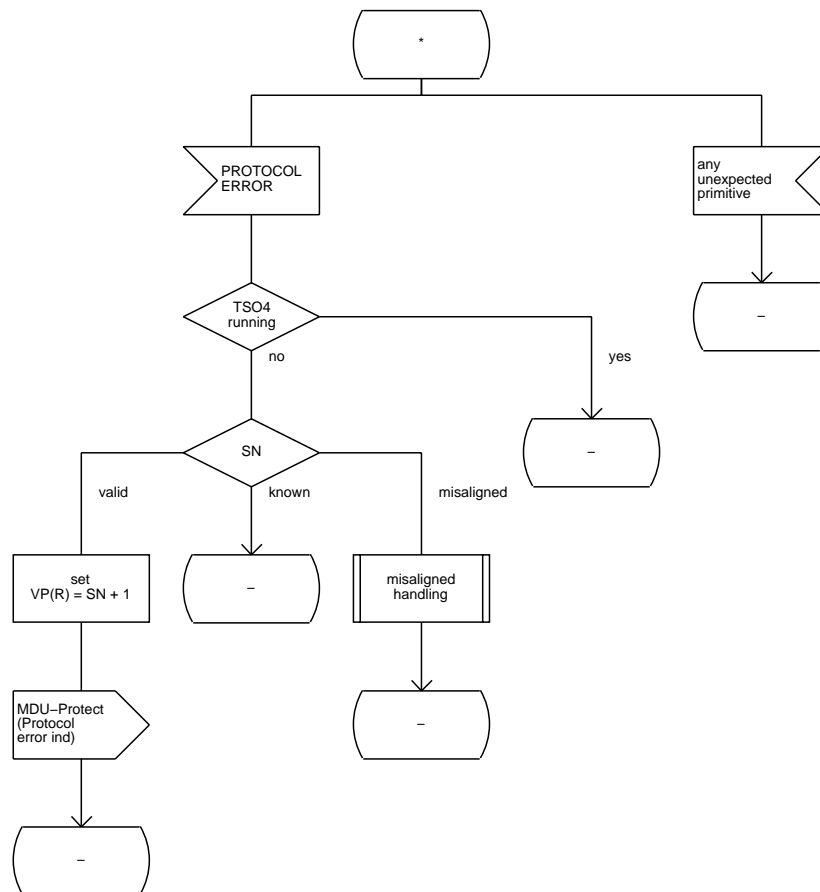 *
PROTOCOL
ERROR
any
unexpected
primitive
TSO4
running
–
no
yes
SN
–
valid
known
misaligned
set
VP(R) = SN + 1
–
misaligned
handling
MDU–Protect
(Protocol
error ind)
–
–